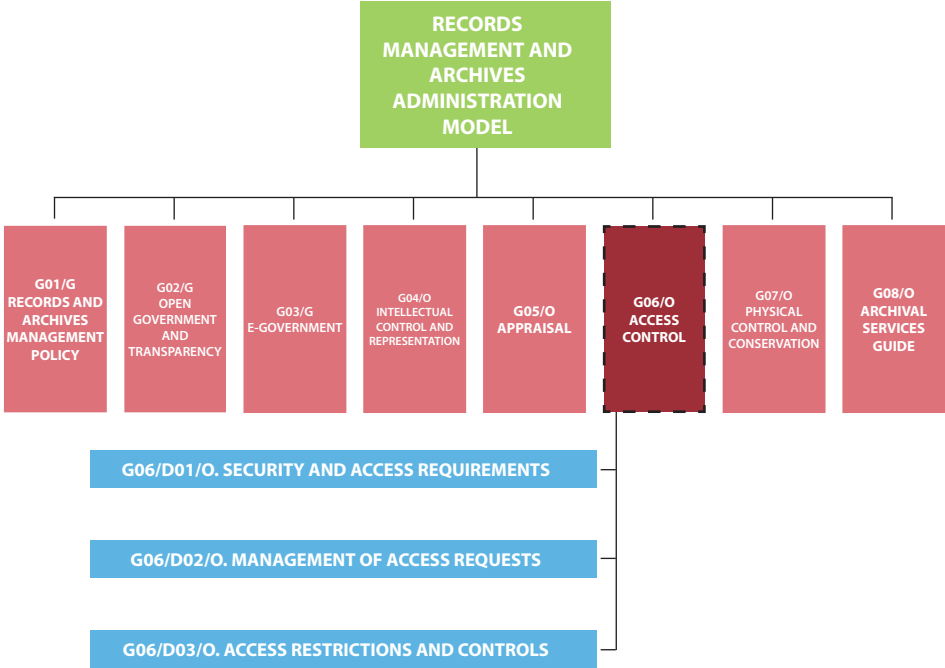 RECORDS
MANAGEMENT AND
ARCHIVES
ADMINISTRATION
MODEL
G01/G
RECORDS AND
ARCHIVES
MANAGEMENT
POLICY
G02/G
OPEN
GOVERNMENT
AND
TRANSPARENCY
G03/G
E-GOVERNMENT
G04/O
INTELLECTUAL
CONTROL AND
REPRESENTATION
G05/O
APPRAISAL
G06/O
ACCESS
CONTROL
G07/O
PHYSICAL
CONTROL AND
CONSERVATION
G08/O
ARCHIVAL
SERVICES
GUIDE
G06/D01/O. SECURITY AND ACCESS REQUIREMENTS
G06/D02/O. MANAGEMENT OF ACCESS REQUESTS
G06/D03/O. ACCESS RESTRICTIONS AND CONTROLS